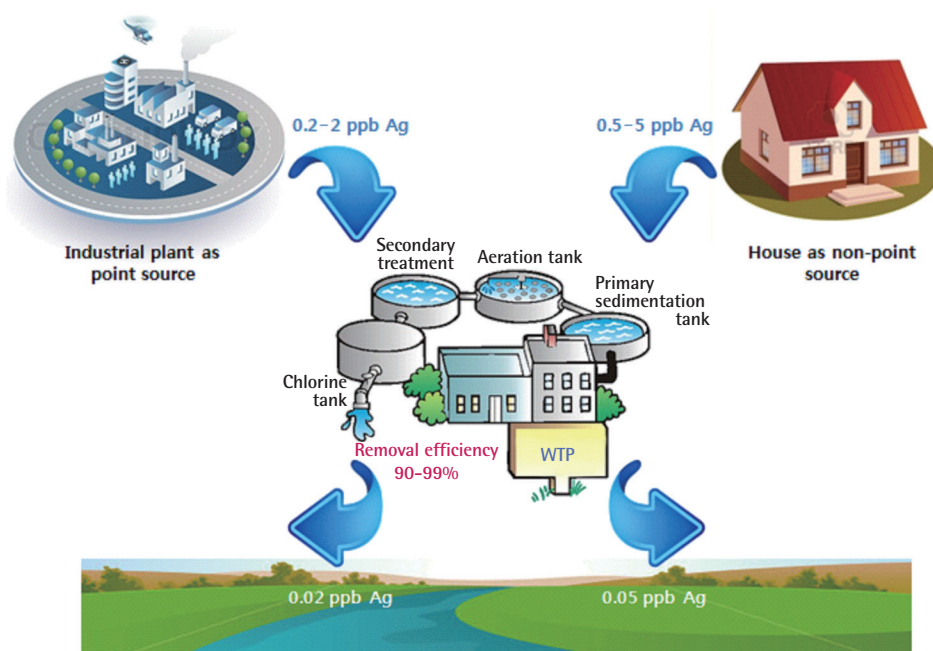 0.2–2 ppb Ag
0.5–5 ppb Ag
Industrial plant as
point source
House as non-point
source
Secondary
treatment
Aeration tank
Primary
sedimentation
tank
Chlorine
tank
Removal efficiency
90-99%
WTP
0.02 ppb Ag
0.05 ppb Ag